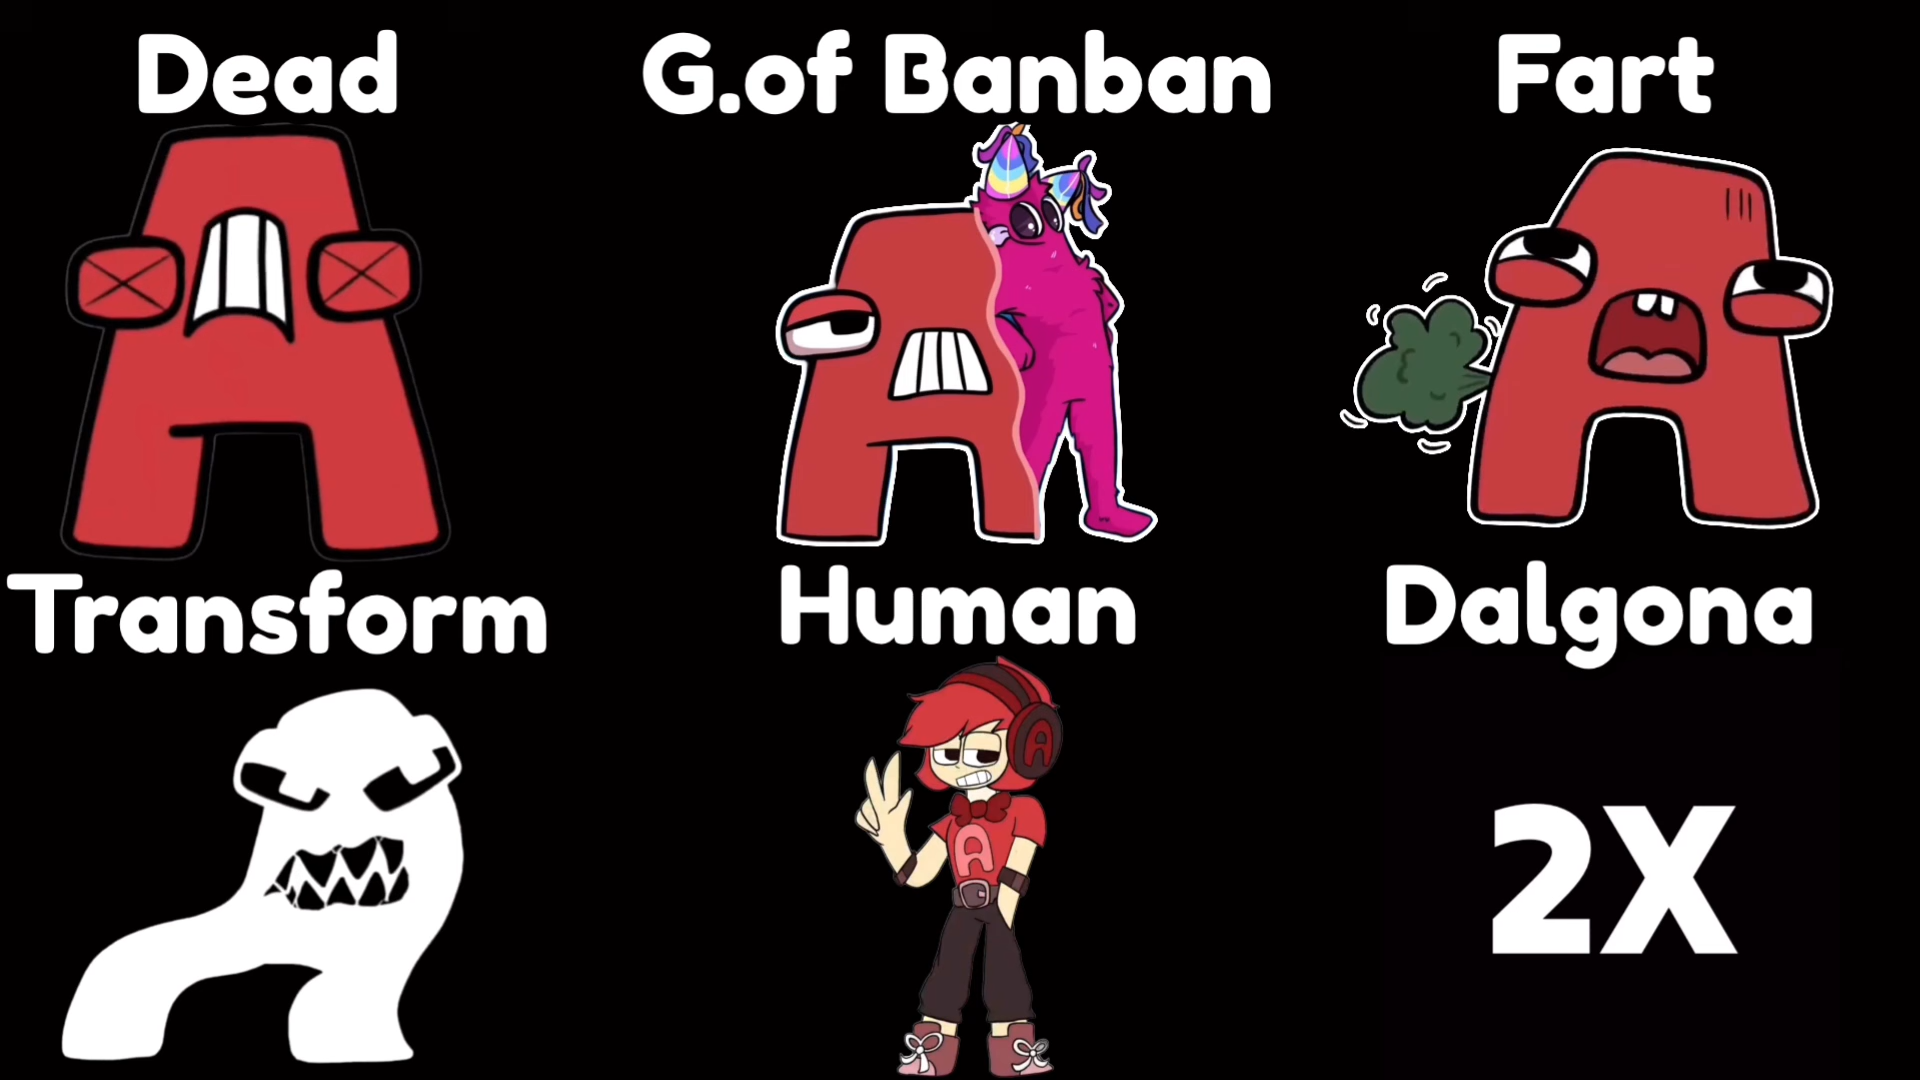 Dead
G.of Banban
Fart
Transform
Human
Dalgona
A
A
2X